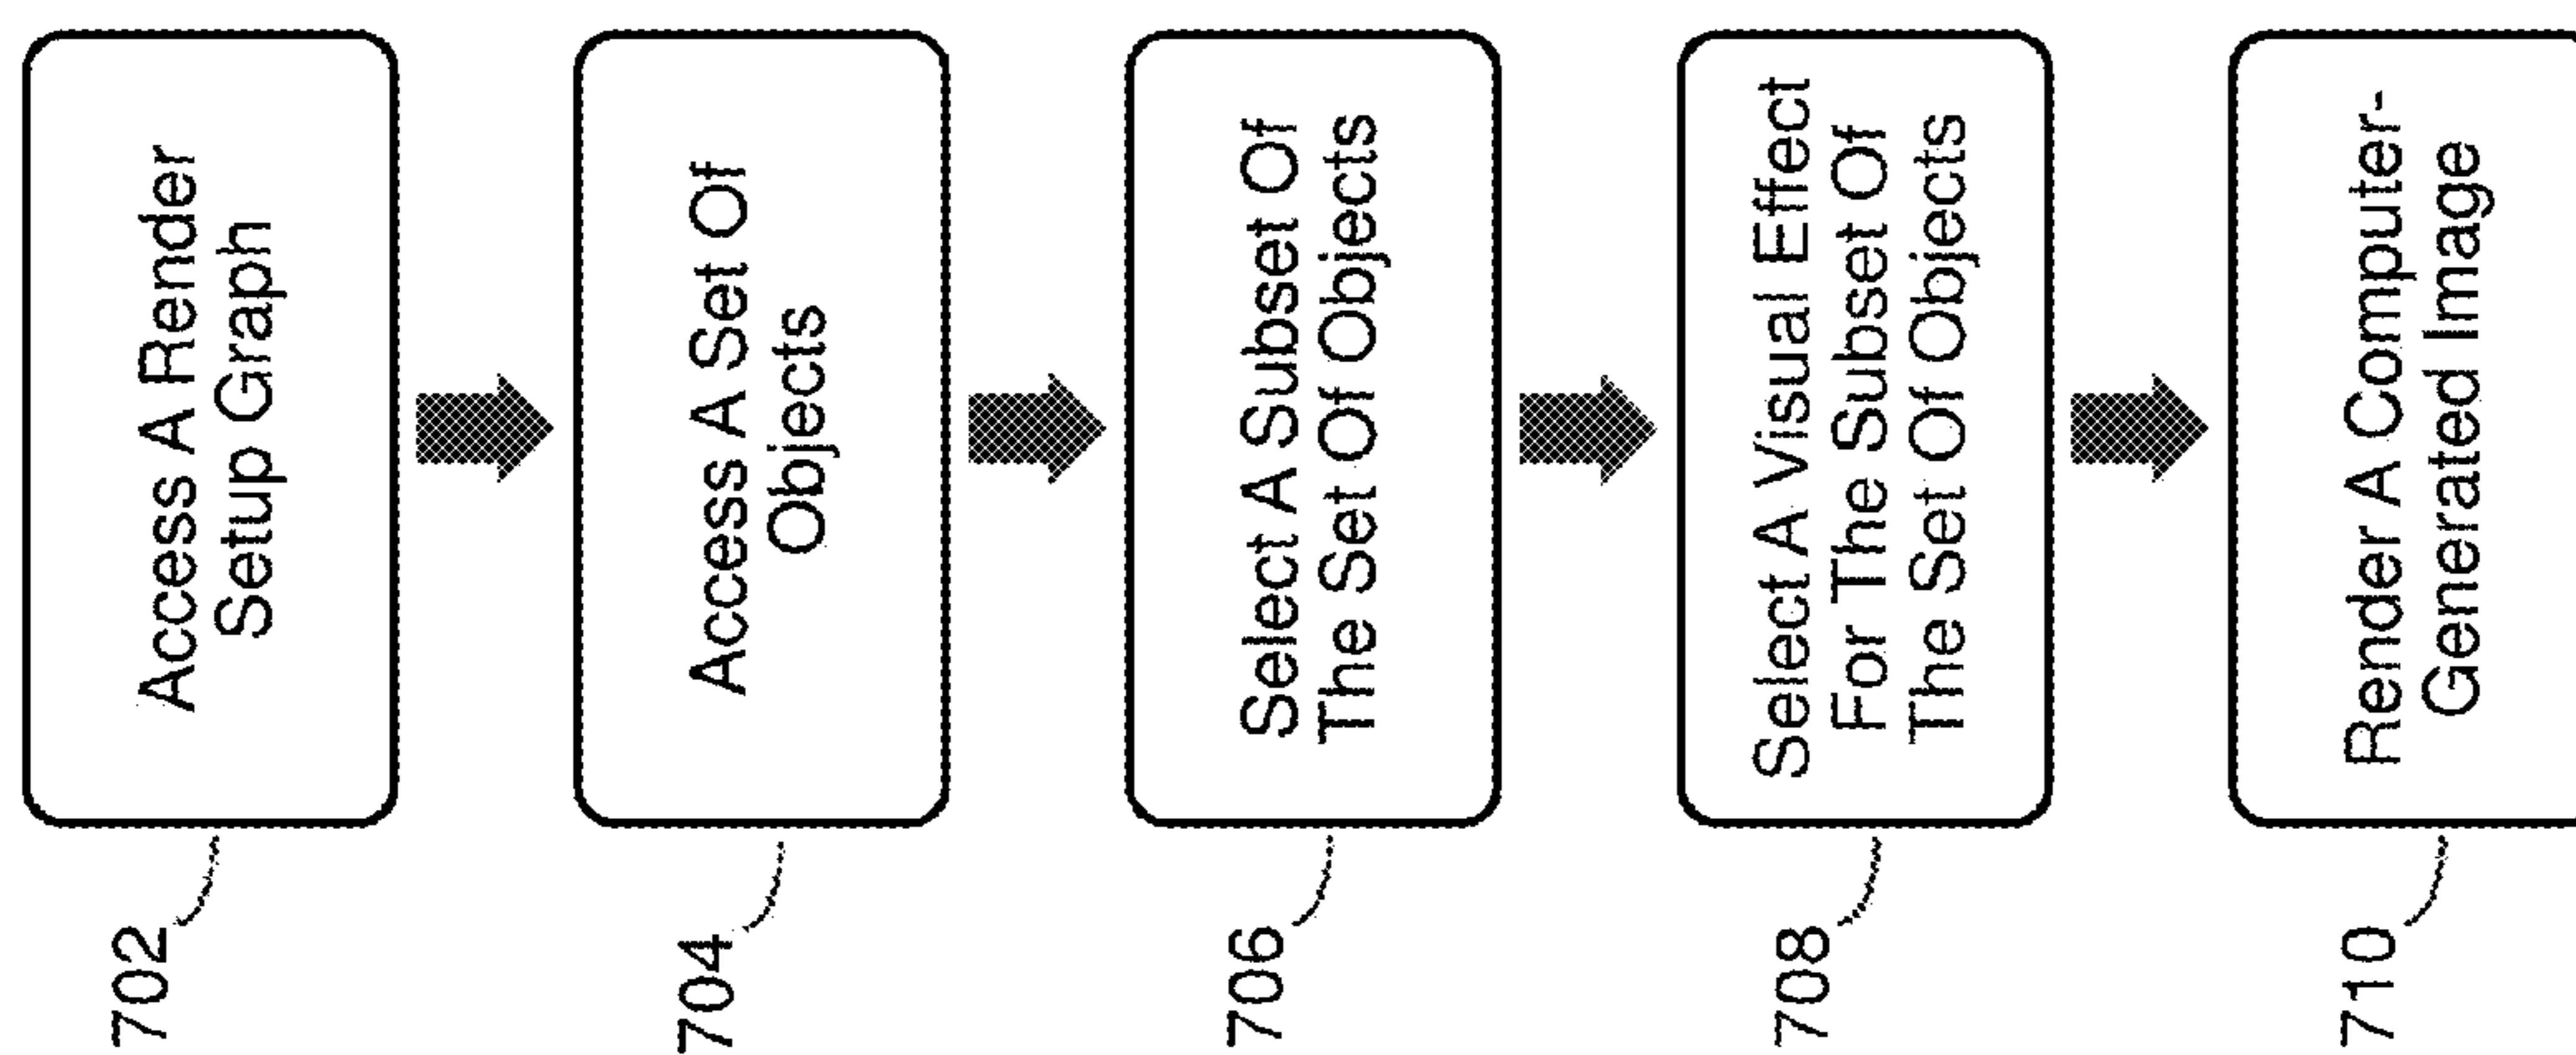 702
Access A Render
Setup Graph
704
Access A Set Of
Objects
706
Select A Subset Of
The Set Of Objects
708
Select A Visual Effect
For The Subset Of
The Set Of Objects
710
Render A Computer-
Generated Image